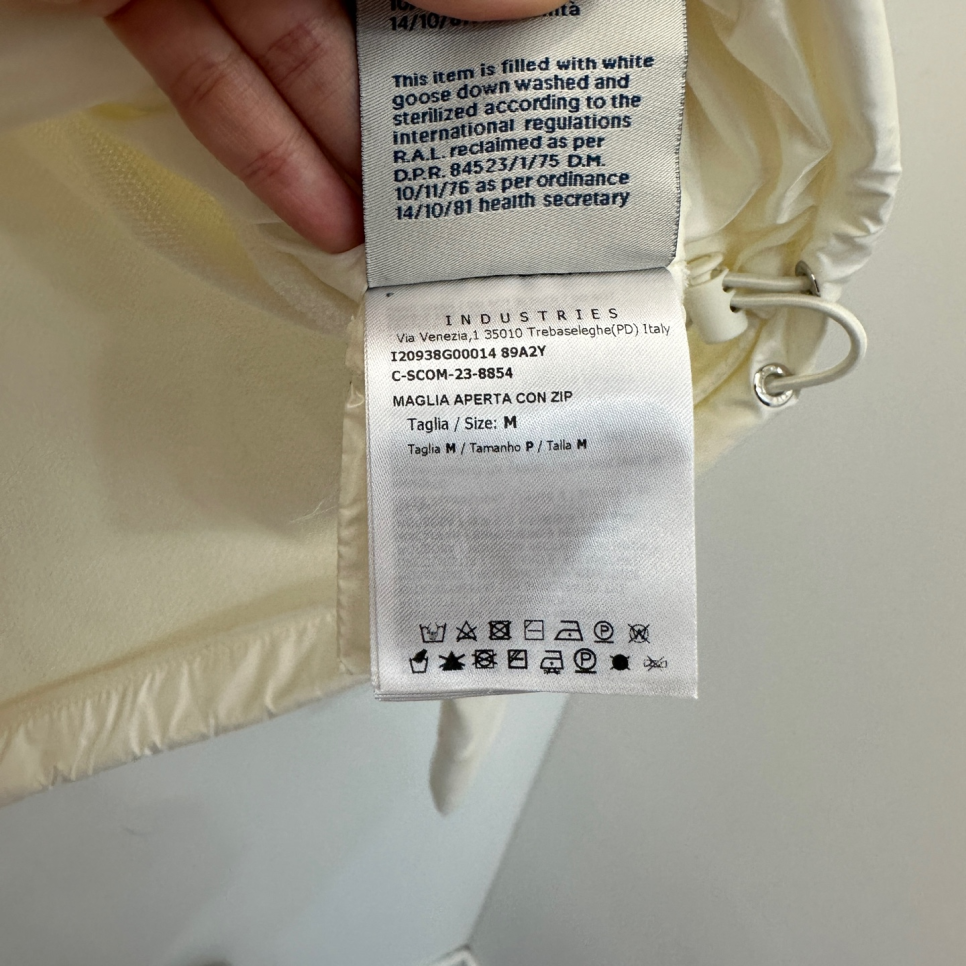 14/10/
This item is filled with white
goose down washed and
sterilized according to the
international regulations
R.A.L. reclaimed as per
D.P.R. 84523/1/75 D.M.
10/11/76 as per ordinance
14/10/81 health secretary
INDUSTRIES
Via Venezia,1 35010 Trebaseleghe(PD) Italy
I20938G00014 89A2Y
C-SCOM-23-8854
MAGLIA APERTA CON ZIP
Taglia / Size: M
Taglia M / Tamanho P / Talla M